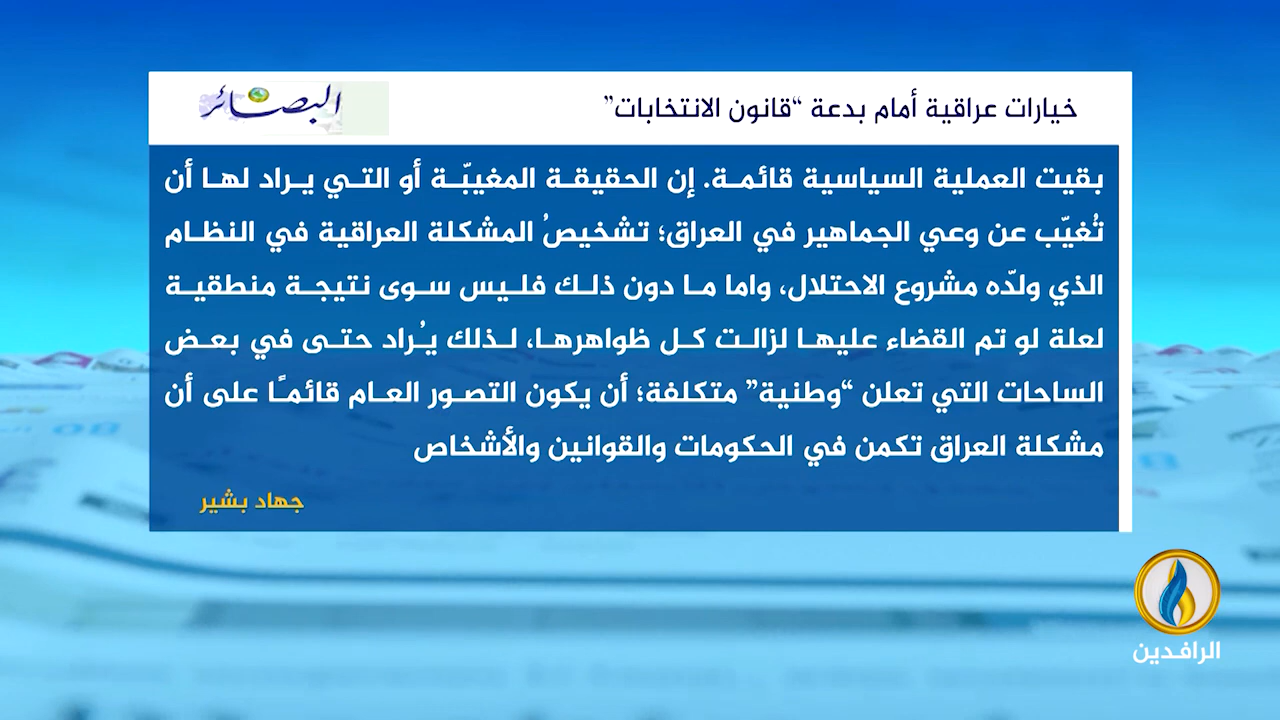 البصائر
خيارات عراقية أمام بدعة “قانون الانتخابات”
بقيت العملية السياسية قائمة. إن الحقيقة المغيبّة أو التي يراد لها أن
تُغيّب عن وعي الجماهير في العراق؛ تشخيصُ المشكلة العراقية في النظام
الذي ولدّه مشروع الاحتلال، واما ما دون ذلك فليس سوى نتيجة منطقية
لعلة لو تم القضاء عليها لزالت كل ظواهرها، لذلك يُراد حتى في بعض
الساحات التي تعلن “وطنية” متكلفة؛ أن يكون التصور العام قائمًا على أن
مشكلة العراق تكمن في الحكومات والقوانين والأشخاص
جهاد بشير
الرافدين